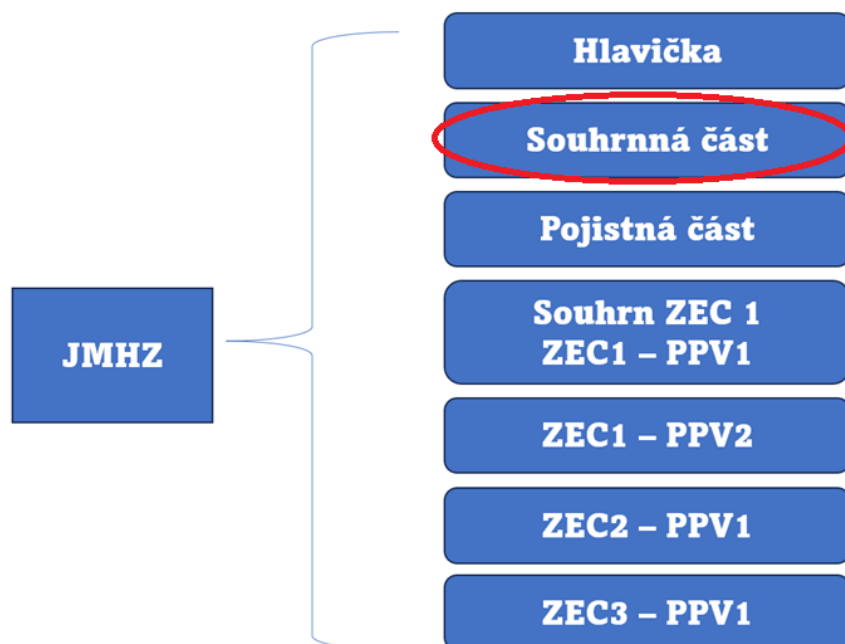 Hlavička
Souhrnná část
Pojistná část
JMHZ
Souhrn ZEC 1
ZEC1 – PPV1
ZEC1 – PPV2
ZEC2 – PPV1
ZEC3 – PPV1